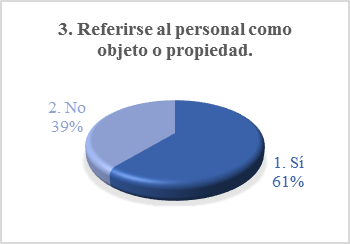 3. Referirse al personal como
objeto o propiedad.
2. No
39%
1. Sí
61%